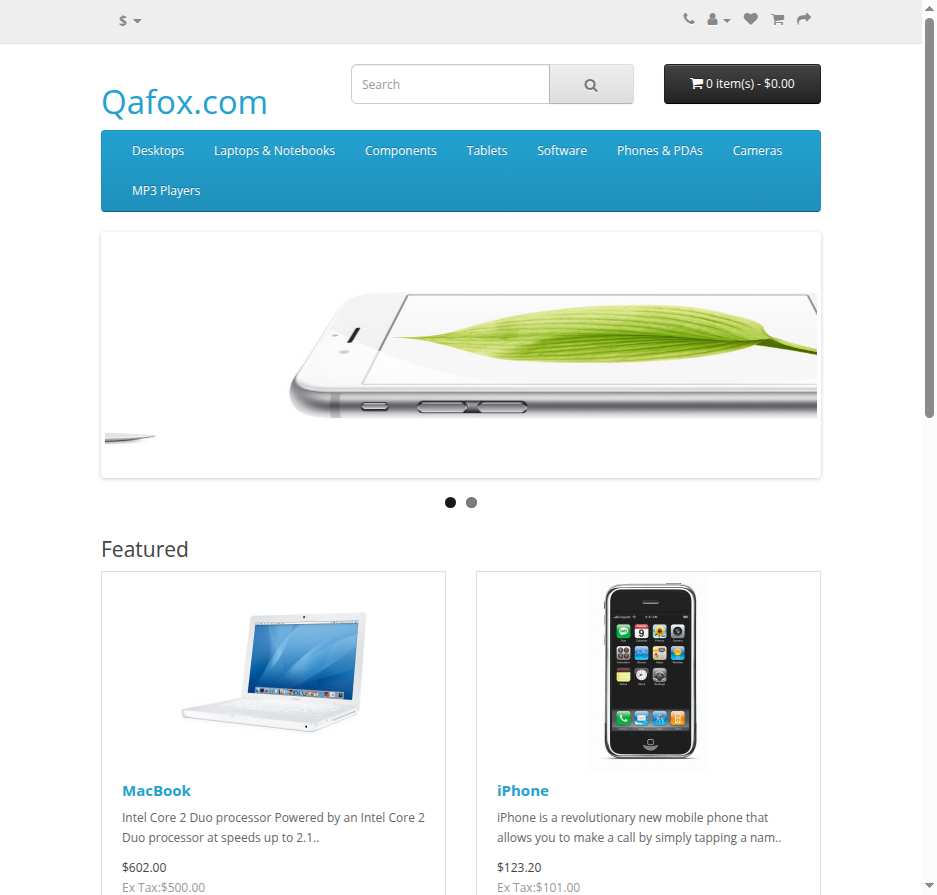 $
Search
0 item(s) - $0.00
Qafox.com
Desktops
Laptops & Notebooks
Components
Tablets
Software
Phones & PDAs
Cameras
MP3 Players
Featured
MacBook
Intel Core 2 Duo processor Powered by an Intel Core 2
Duo processor at speeds up to 2.1..
$602.00
Ex Tax:$500.00
iPhone
iPhone is a revolutionary new mobile phone that
allows you to make a call by simply tapping a nam..
$123.20
Ex Tax:$101.00